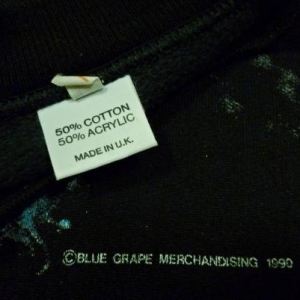 50% COTTON
50% ACRYLIC
MADE IN U.K.
©BLUE GRAPE MERCHANDISING 1990